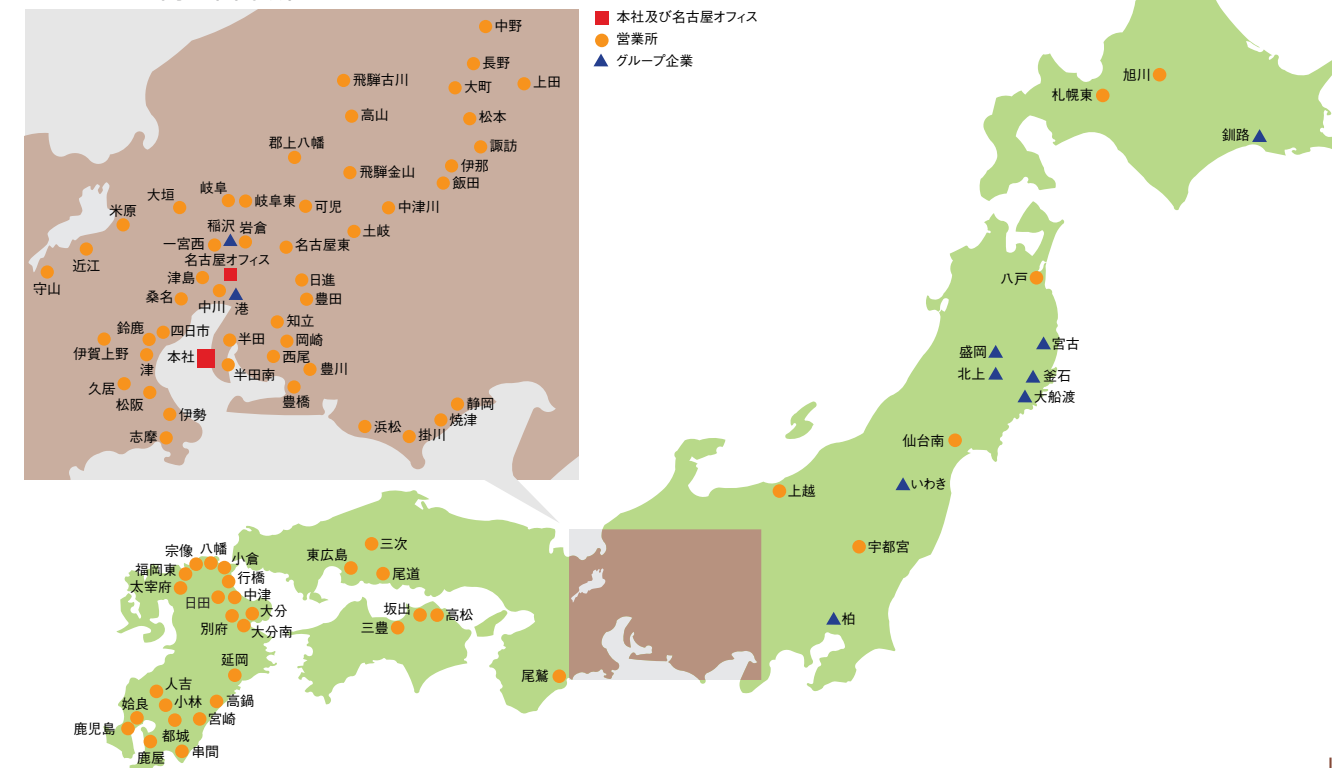 本社及び名古屋オフィス
営業所
グループ企業
中野
長野
上田
大町
飛騨古川
高山
松本
諏訪
郡上八幡
伊那
飛騨金山
飯田
大垣
岐阜
岐阜東
可児
中津川
米原
稲沢
岩倉
土岐
一宮西
名古屋東
近江
名古屋オフィス
守山
津島
日進
桑名
中川
港
豊田
鈴鹿
四日市
知立
伊賀上野
半田
岡崎
津
本社
西尾
半田南
豊川
久居
豊橋
松阪
伊勢
静岡
焼津
志摩
浜松
掛川
旭川
札幌東
釧路
八戸
宮古
盛岡
北上
釜石
大船渡
仙台南
いわき
上越
宇都宮
柏
三次
東広島
尾道
宗像
八幡
小倉
福岡東
行橋
太宰府
日田
中津
大分
別府
大分南
坂出
高松
三豊
延岡
尾鷲
人吉
姶良
小林
高鍋
鹿児島
宮崎
都城
鹿屋
串間